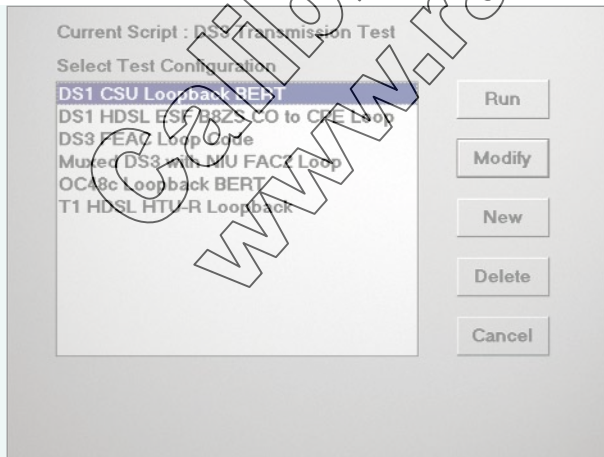 Current Script : DS3 Transmission Test
Select Test Configuration
DS1 CSU Loopback BERT
DS1 HDSL ESF B8ZS CO to CPE Loop
DS3 FEAC Loop Code
Muxed DS3 with NIU FAC2 Loop
OC48c Loopback BERT
T1 HDSL HTU-R Loopback
Run
Modify
New
Delete
Cancel